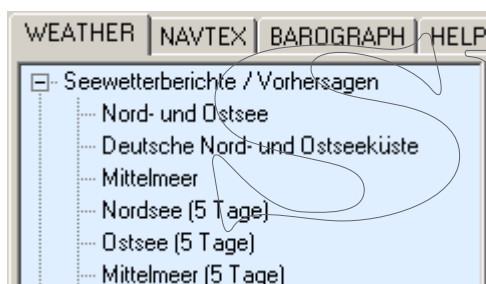 WEATHER NAVTEX BAROGRAPH HELP
Seewetterberichte / Vorhersagen
Nord- und Ostsee
Deutsche Nord- und Ostseeküste
Mittelmeer
Nordsee (5 Tage)
Ostsee (5 Tage)
Mittelmeer (5 Tage)